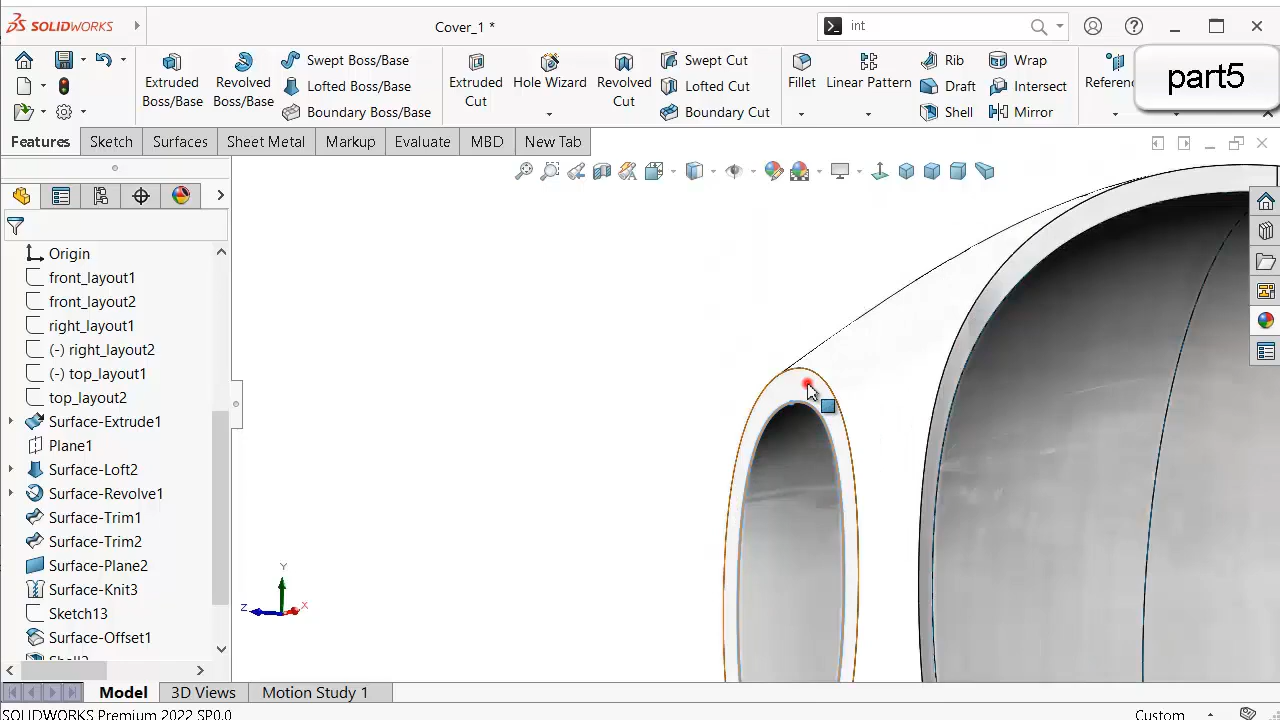 SOLIDWORKS
Cover_1 *
int
part5
Extruded Boss/Base
Revolved Boss/Base
Swept Boss/Base
Lofted Boss/Base
Boundary Boss/Base
Extruded Cut
Hole Wizard
Revolved Cut
Swept Cut
Lofted Cut
Boundary Cut
Fillet
Linear Pattern
Rib
Draft
Shell
Wrap
Intersect
Mirror
Features
Sketch
Surfaces
Sheet Metal
Markup
Evaluate
MBD
New Tab
Origin
front_layout1
front_layout2
right_layout1
(-) right_layout2
(-) top_layout1
top_layout2
Surface-Extrude1
Plane1
Surface-Loft2
Surface-Revolve1
Surface-Trim1
Surface-Trim2
Surface-Plane2
Surface-Knit3
Sketch13
Surface-Offset1
Y
Z
X
Model
3D Views
Motion Study 1
SOLIDWORKS Premium 2022 SP0.0
Custom